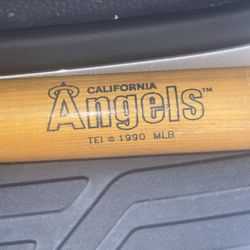 CALIFORNIA
Angels™
TEI © 1990 MLB